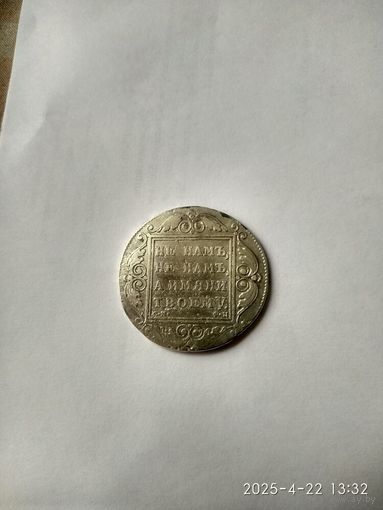 НЕ НАМЪ
НЕ НАМЪ
А ИМЯНИ
ТВОЕМУ
2025-4-22 13:32